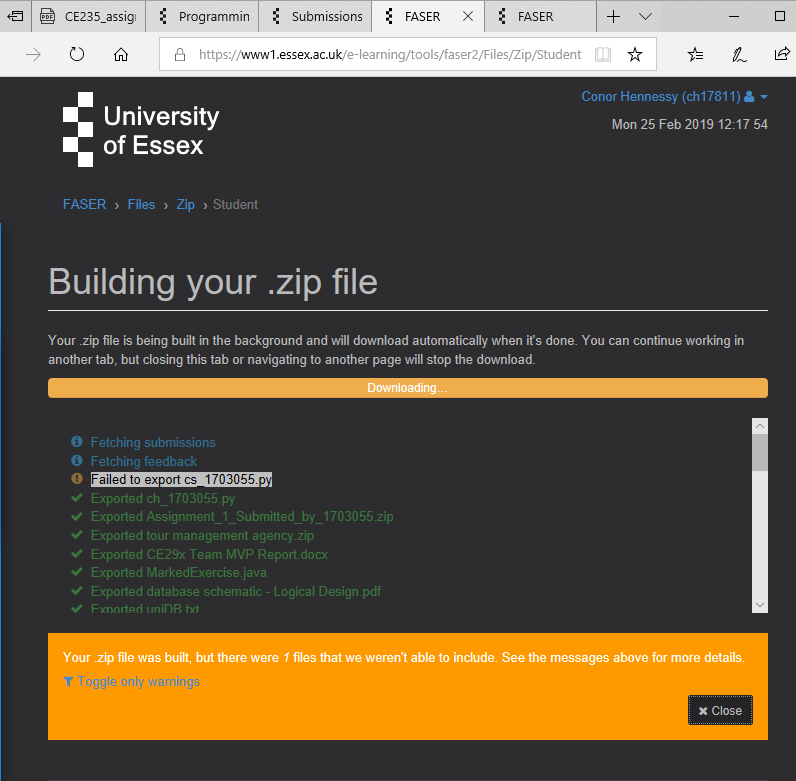 CE235_assig
Programmin
Submissions
FASER
FASER
https://www1.essex.ac.uk/e-learning/tools/faser2/Files/Zip/Student
University
of Essex
Conor Hennessy (ch17811)
Mon 25 Feb 2019 12:17 54
FASER › Files › Zip › Student
Building your .zip file
Your .zip file is being built in the background and will download automatically when it's done. You can continue working in
another tab, but closing this tab or navigating to another page will stop the download.
Downloading...
Fetching submissions
Fetching feedback
Failed to export cs_1703055.py
Exported ch_1703055.py
Exported Assignment_1_Submitted_by_1703055.zip
Exported tour management agency.zip
Exported CE29x Team MVP Report.docx
Exported MarkedExercise.java
Exported database schematic - Logical Design.pdf
Exported uniDB.txt
Your .zip file was built, but there were 1 files that we weren't able to include. See the messages above for more details.
Toggle only warnings
Close